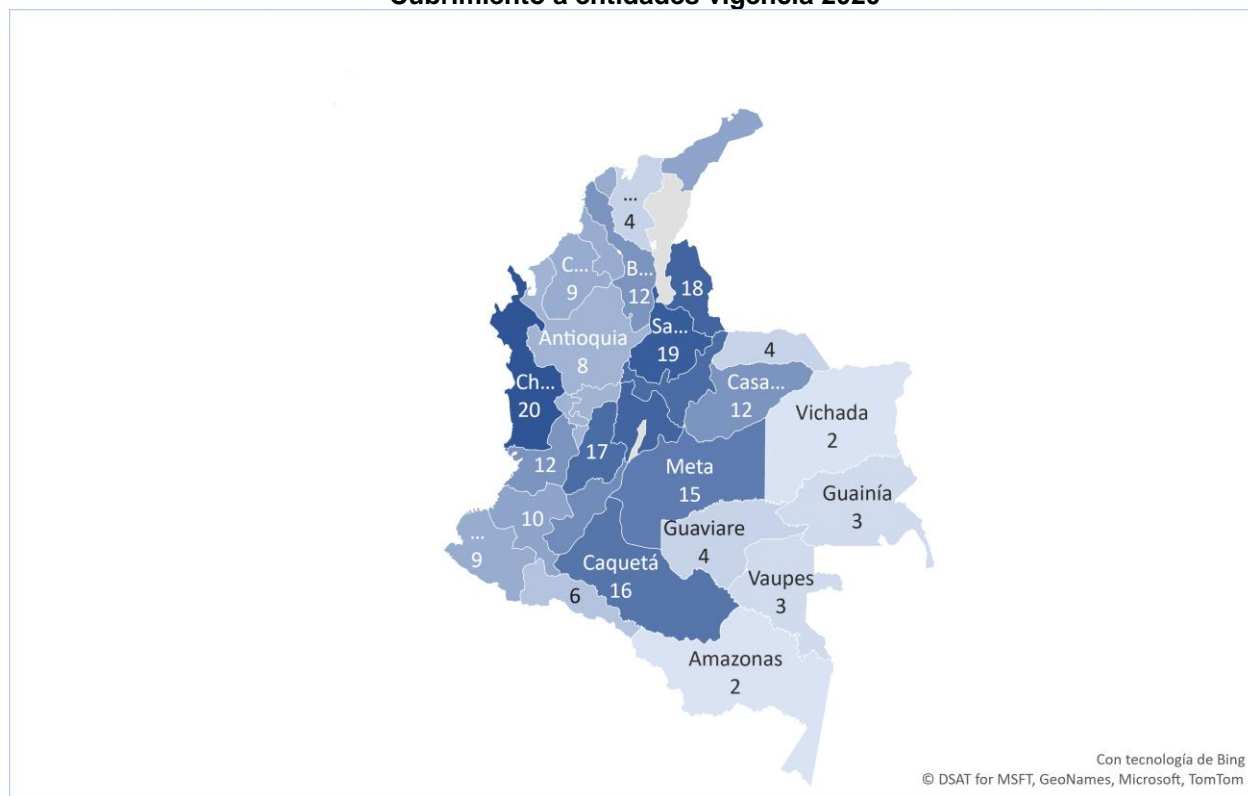 Cubrimiento a entidades vigencia 2020
...
4
C...
9
B...
12
18
Sa...
19
Antioquia
8
4
Ch...
20
Casa...
12
Vichada
2
17
12
Meta
15
Guainía
3
10
Guaviare
4
...
9
Caquetá
16
Vaupes
3
6
Amazonas
2
Con tecnología de Bing
© DSAT for MSFT, GeoNames, Microsoft, TomTom